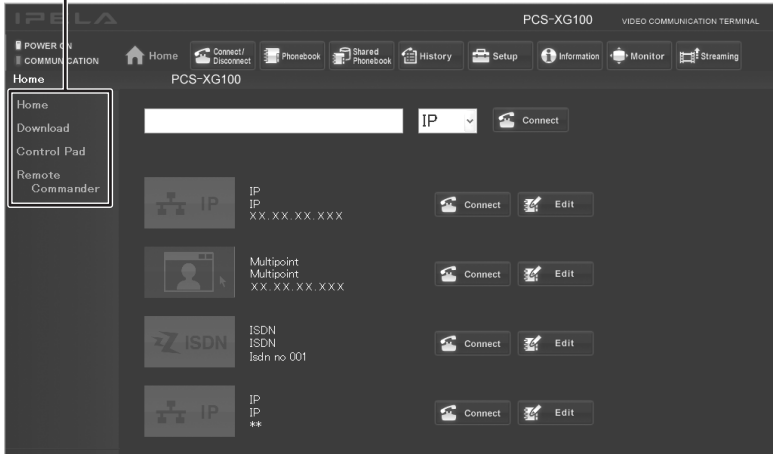 IPELA
PCS-XG100 VIDEO COMMUNICATION TERMINAL
POWER ON
COMMUNICATION
Home
Connect/
Disconnect
Phonebook
Shared
Phonebook
History
Setup
Information
Monitor
Streaming
Home PCS-XG100
Home
Download
Control Pad
Remote
Commander
IP Connect
IP
IP
IP
XX.XX.XX.XXX
Connect Edit
Multipoint
Multipoint
XX.XX.XX.XXX
Connect Edit
ISDN
ISDN
ISDN
Isdn no 001
Connect Edit
IP
IP
IP
**
Connect Edit